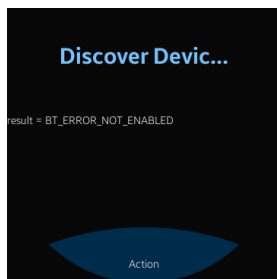 Discover Devic...
result = BT_ERROR_NOT_ENABLED
Action